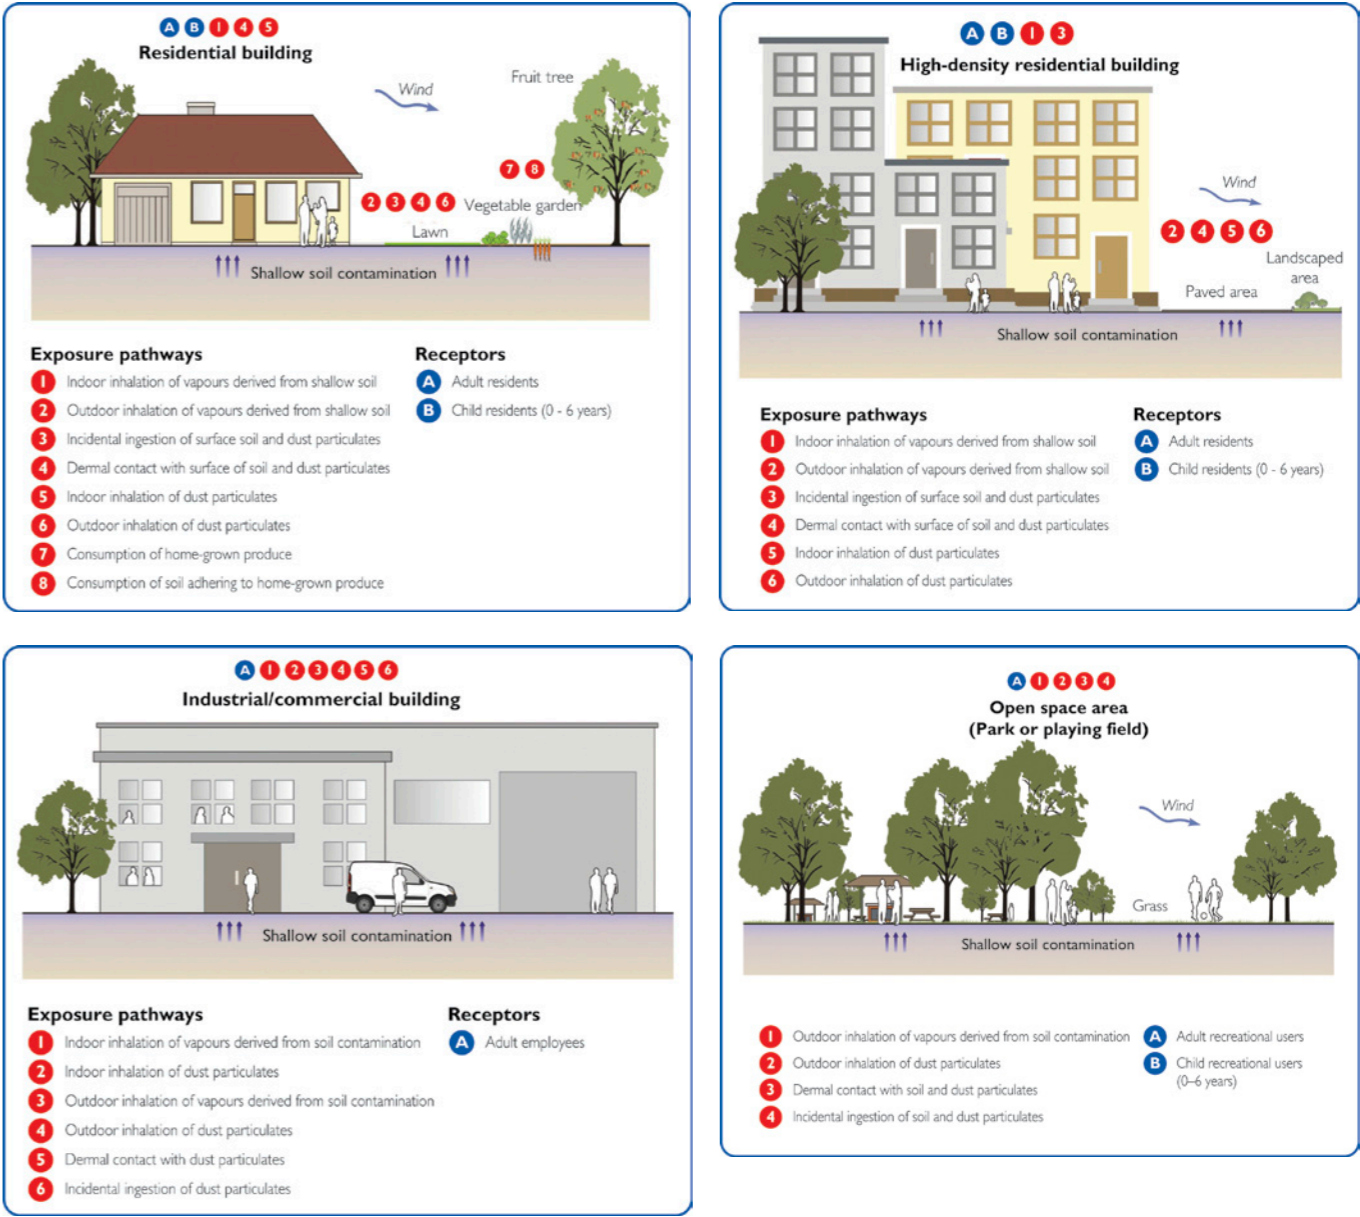 A B 1 4 5
Residential building
Wind
Fruit tree
7 8
2 3 4 6
Vegetable garden
Lawn
Shallow soil contamination
Exposure pathways
1 Indoor inhalation of vapours derived from shallow soil
2 Outdoor inhalation of vapours derived from shallow soil
3 Incidental ingestion of surface soil and dust particulates
4 Dermal contact with surface of soil and dust particulates
5 Indoor inhalation of dust particulates
6 Outdoor inhalation of dust particulates
7 Consumption of home-grown produce
8 Consumption of soil adhering to home-grown produce
Receptors
A Adult residents
B Child residents (0 - 6 years)
A B 1 3
High-density residential building
Wind
2 4 5 6
Landscaped
area
Paved area
Shallow soil contamination
Exposure pathways
1 Indoor inhalation of vapours derived from shallow soil
2 Outdoor inhalation of vapours derived from shallow soil
3 Incidental ingestion of surface soil and dust particulates
4 Dermal contact with surface of soil and dust particulates
5 Indoor inhalation of dust particulates
6 Outdoor inhalation of dust particulates
Receptors
A Adult residents
B Child residents (0 - 6 years)
A 1 2 3 4 5 6
Industrial/commercial building
Shallow soil contamination
Exposure pathways
1 Indoor inhalation of vapours derived from soil contamination
2 Indoor inhalation of dust particulates
3 Outdoor inhalation of vapours derived from soil contamination
4 Outdoor inhalation of dust particulates
5 Dermal contact with dust particulates
6 Incidental ingestion of dust particulates
Receptors
A Adult employees
A 1 2 3 4
Open space area
(Park or playing field)
Wind
Grass
Shallow soil contamination
1 Outdoor inhalation of vapours derived from soil contamination
2 Outdoor inhalation of dust particulates
3 Dermal contact with soil and dust particulates
4 Incidental ingestion of soil and dust particulates
A Adult recreational users
B Child recreational users
(0–6 years)